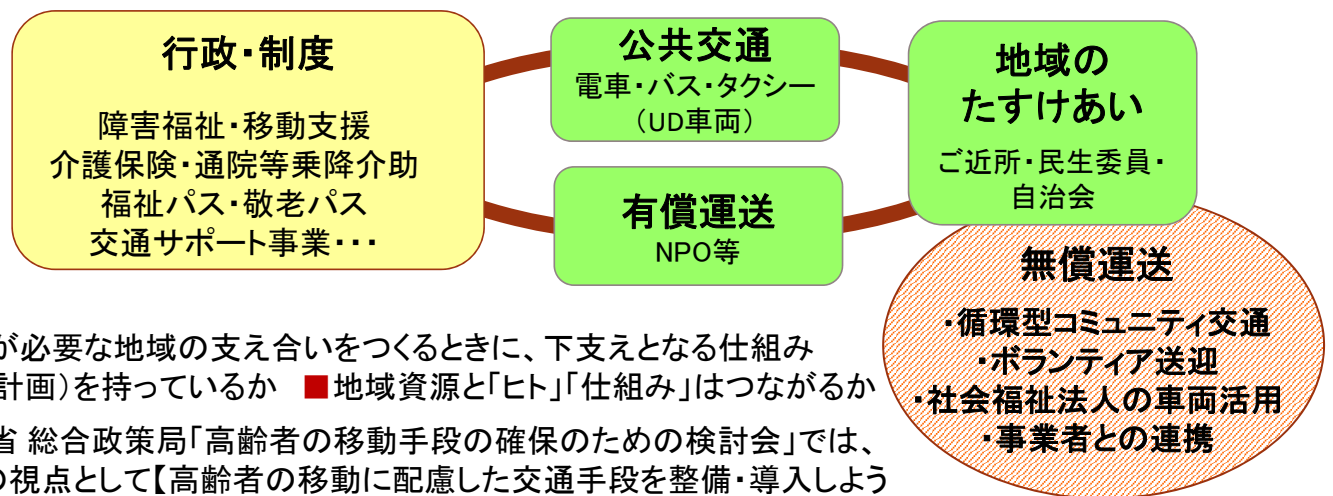 行政・制度
障害福祉・移動支援
介護保険・通院等乗降介助
福祉パス・敬老パス
交通サポート事業・・・
公共交通
電車・バス・タクシー
（UD車両）
有償運送
NPO等
地域の
たすけあい
ご近所・民生委員・
自治会
無償運送
・循環型コミュニティ交通
・ボランティア送迎
・社会福祉法人の車両活用
・事業者との連携
が必要な地域の支え合いをつくるときに、下支えとなる仕組み
計画）を持っているか ■地域資源と「ヒト」「仕組み」はつながるか
省 総合政策局「高齢者の移動手段の確保のための検討会」では、
の視点として【高齢者の移動に配慮した交通手段を整備・導入しよう